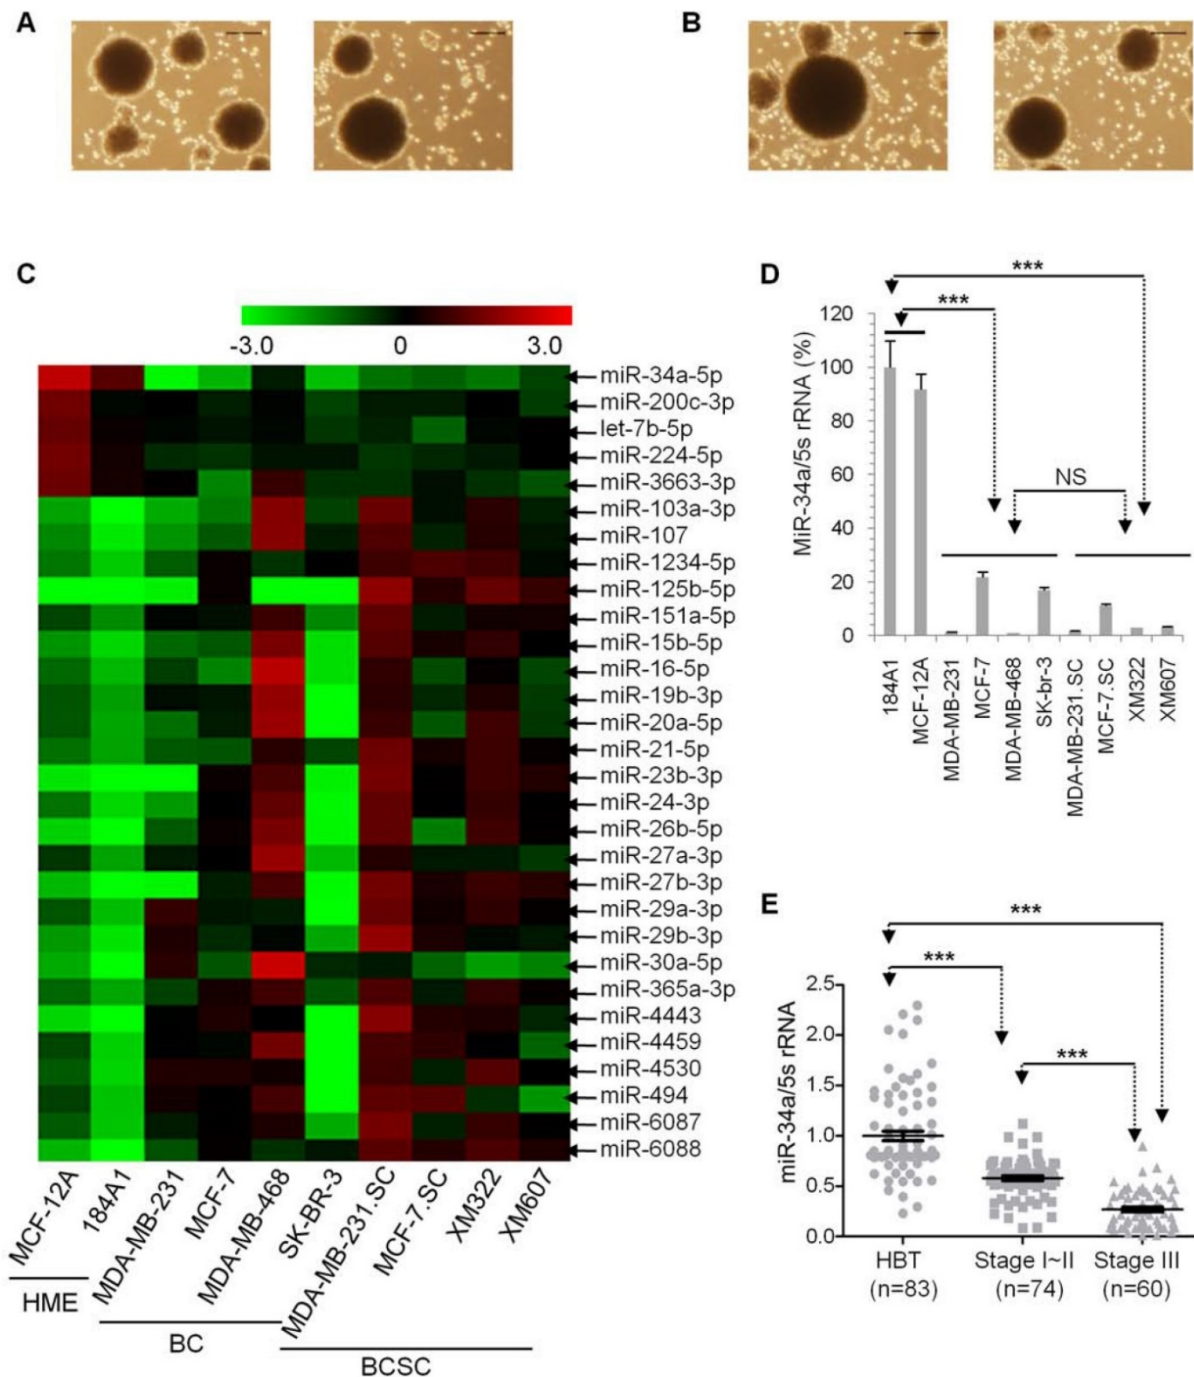 A
B
C
-3.0 0 3.0
miR-34a-5p
miR-200c-3p
let-7b-5p
miR-224-5p
miR-3663-3p
miR-103a-3p
miR-107
miR-1234-5p
miR-125b-5p
miR-151a-5p
miR-15b-5p
miR-16-5p
miR-19b-3p
miR-20a-5p
miR-21-5p
miR-23b-3p
miR-24-3p
miR-26b-5p
miR-27a-3p
miR-27b-3p
miR-29a-3p
miR-29b-3p
miR-30a-5p
miR-365a-3p
miR-4443
miR-4459
miR-4530
miR-494
miR-6087
miR-6088
MCF-12A
184A1
MDA-MB-231
MCF-7
MDA-MB-468
SK-BR-3
MDA-MB-231.SC
MCF-7.SC
XM322
XM607
HME
BC
BCSC
D
***
***
NS
MiR-34a/5s rRNA (%)
120
100
80
60
40
20
0
184A1
MCF-12A
MDA-MB-231
MCF-7
MDA-MB-468
SK-br-3
MDA-MB-231.SC
MCF-7.SC
XM322
XM607
E
***
***
***
miR-34a/5s rRNA
2.5
2.0
1.5
1.0
0.5
0.0
HBT Stage I~II Stage III
(n=83) (n=74) (n=60)